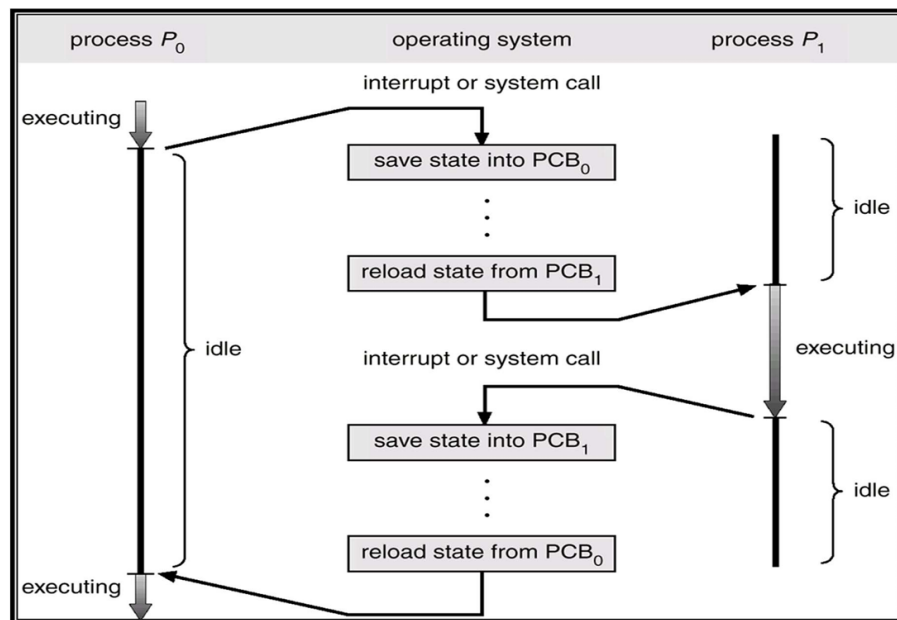 process P0 operating system process P1
interrupt or system call
executing
save state into PCB0
idle
reload state from PCB1
idle
executing
interrupt or system call
save state into PCB1
idle
reload state from PCB0
executing